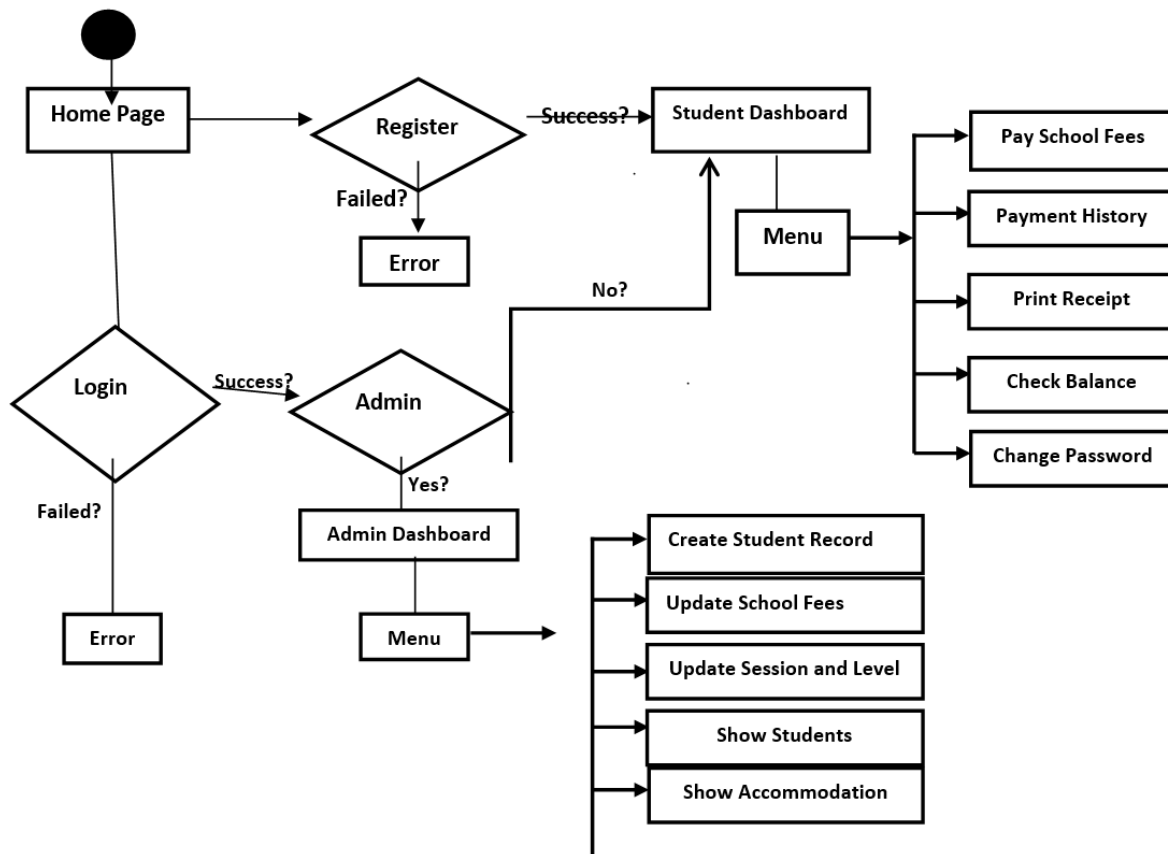 Home Page
Register
Success?
Student Dashboard
Pay School Fees
Failed?
Payment History
Menu
Error
No?
Print Receipt
Login
Success?
Admin
Check Balance
Change Password
Failed?
Yes?
Admin Dashboard
Create Student Record
Update School Fees
Error
Menu
Update Session and Level
Show Students
Show Accommodation